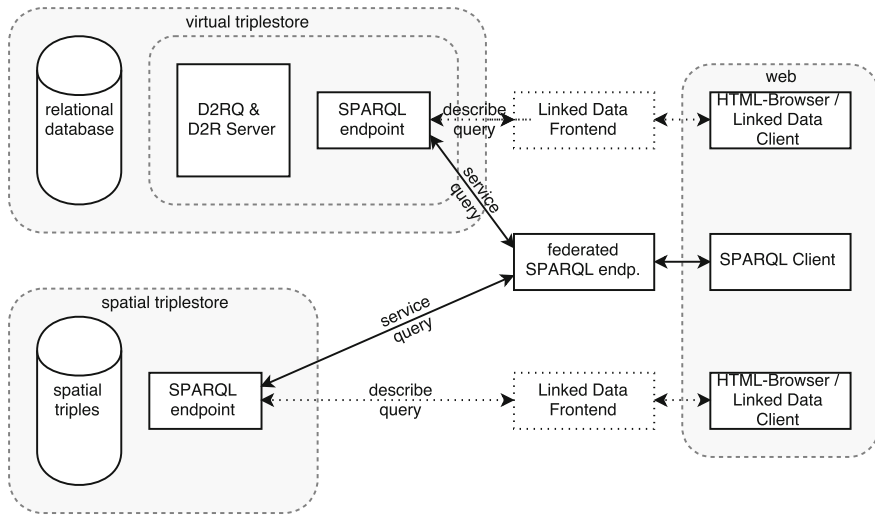 virtual triplestore
relational
database
D2RQ &
D2R Server
SPARQL
endpoint
describe
query
Linked Data
Frontend
web
HTML-Browser /
Linked Data
Client
service
query
federated
SPARQL endp.
SPARQL Client
spatial triplestore
spatial
triples
SPARQL
endpoint
service
query
describe
query
Linked Data
Frontend
HTML-Browser /
Linked Data
Client